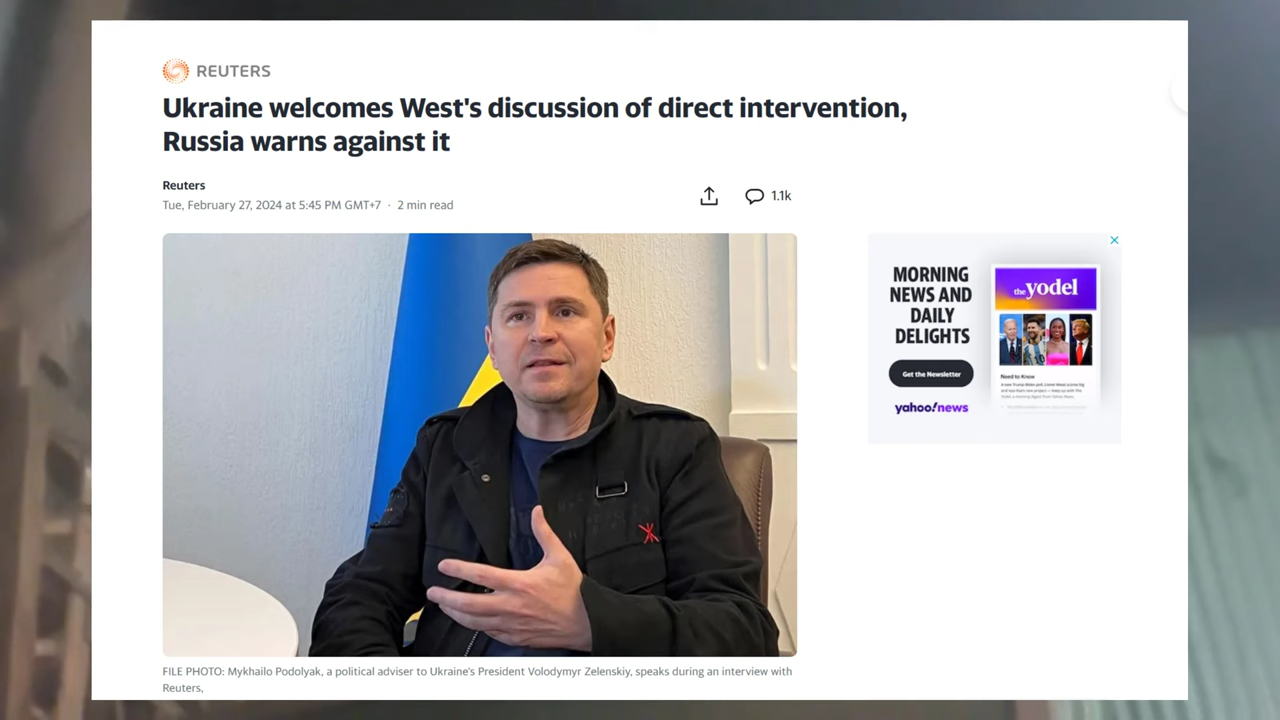 REUTERS
Ukraine welcomes West's discussion of direct intervention,
Russia warns against it
Reuters
Tue, February 27, 2024 at 5:45 PM GMT+7 · 2 min read
1.1k
MORNING
NEWS AND
DAILY
DELIGHTS
Get the Newsletter
yahoo!news
the yodel
Need to Know
FILE PHOTO: Mykhailo Podolyak, a political adviser to Ukraine's President Volodymyr Zelenskiy, speaks during an interview with
Reuters,